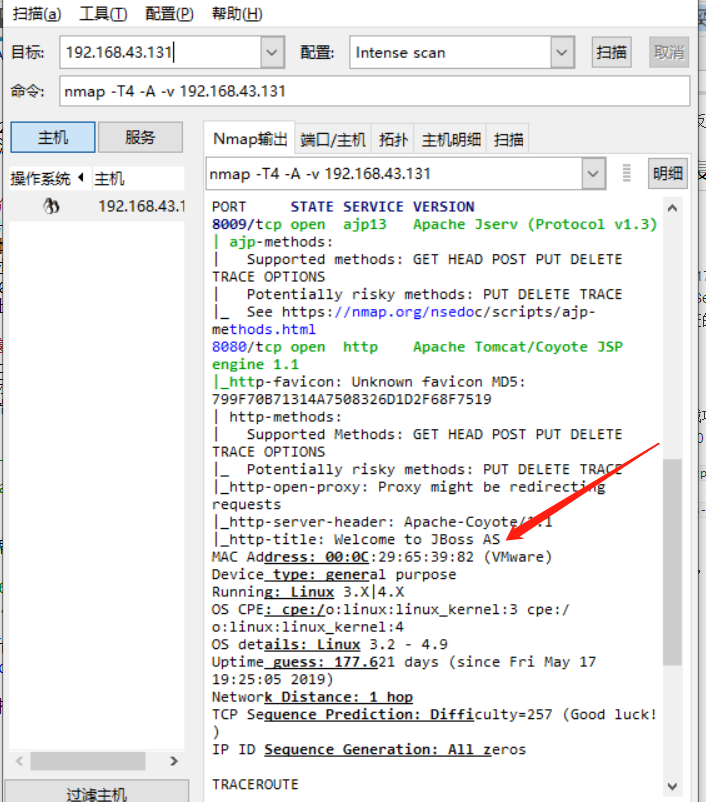 扫描(a) 工具(T) 配置(P) 帮助(H)
目标: 192.168.43.131 配置: Intense scan 扫描 取消
命令: nmap -T4 -A -v 192.168.43.131
主机 服务
操作系统 主机
192.168.43.1
过滤主机
Nmap输出 端口/主机 拓扑 主机明细 扫描
nmap -T4 -A -v 192.168.43.131 明细
PORT STATE SERVICE VERSION
8009/tcp open ajp13 Apache Jserv (Protocol v1.3)
| ajp-methods:
| Supported methods: GET HEAD POST PUT DELETE
TRACE OPTIONS
| Potentially risky methods: PUT DELETE TRACE
|_ See https://nmap.org/nsedoc/scripts/ajp-
methods.html
8080/tcp open http Apache Tomcat/Coyote JSP
engine 1.1
|_http-favicon: Unknown favicon MD5:
799F70B71314A7508326D1D2F68F7519
| http-methods:
| Supported Methods: GET HEAD POST PUT DELETE
TRACE OPTIONS
|_ Potentially risky methods: PUT DELETE TRACE
|_http-open-proxy: Proxy might be redirecting
requests
|_http-server-header: Apache-Coyote/1.1
|_http-title: Welcome to JBoss AS
MAC Address: 00:0C:29:65:39:82 (VMware)
Device type: general purpose
Running: Linux 3.X|4.X
OS CPE: cpe:/o:linux:linux_kernel:3 cpe:/
o:linux:linux_kernel:4
OS details: Linux 3.2 - 4.9
Uptime guess: 177.621 days (since Fri May 17
19:25:05 2019)
Network Distance: 1 hop
TCP Sequence Prediction: Difficulty=257 (Good luck!
)
IP ID Sequence Generation: All zeros
TRACEROUTE